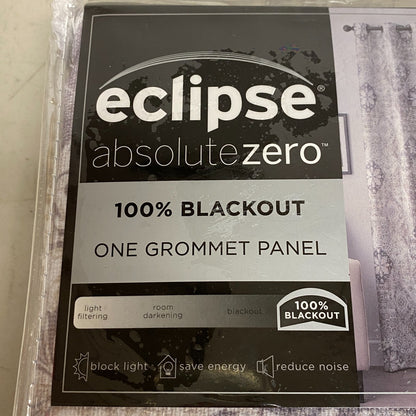 eclipse®
absolutezero™
100% BLACKOUT
ONE GROMMET PANEL
light filtering room darkening blackout 100% BLACKOUT
block light save energy reduce noise